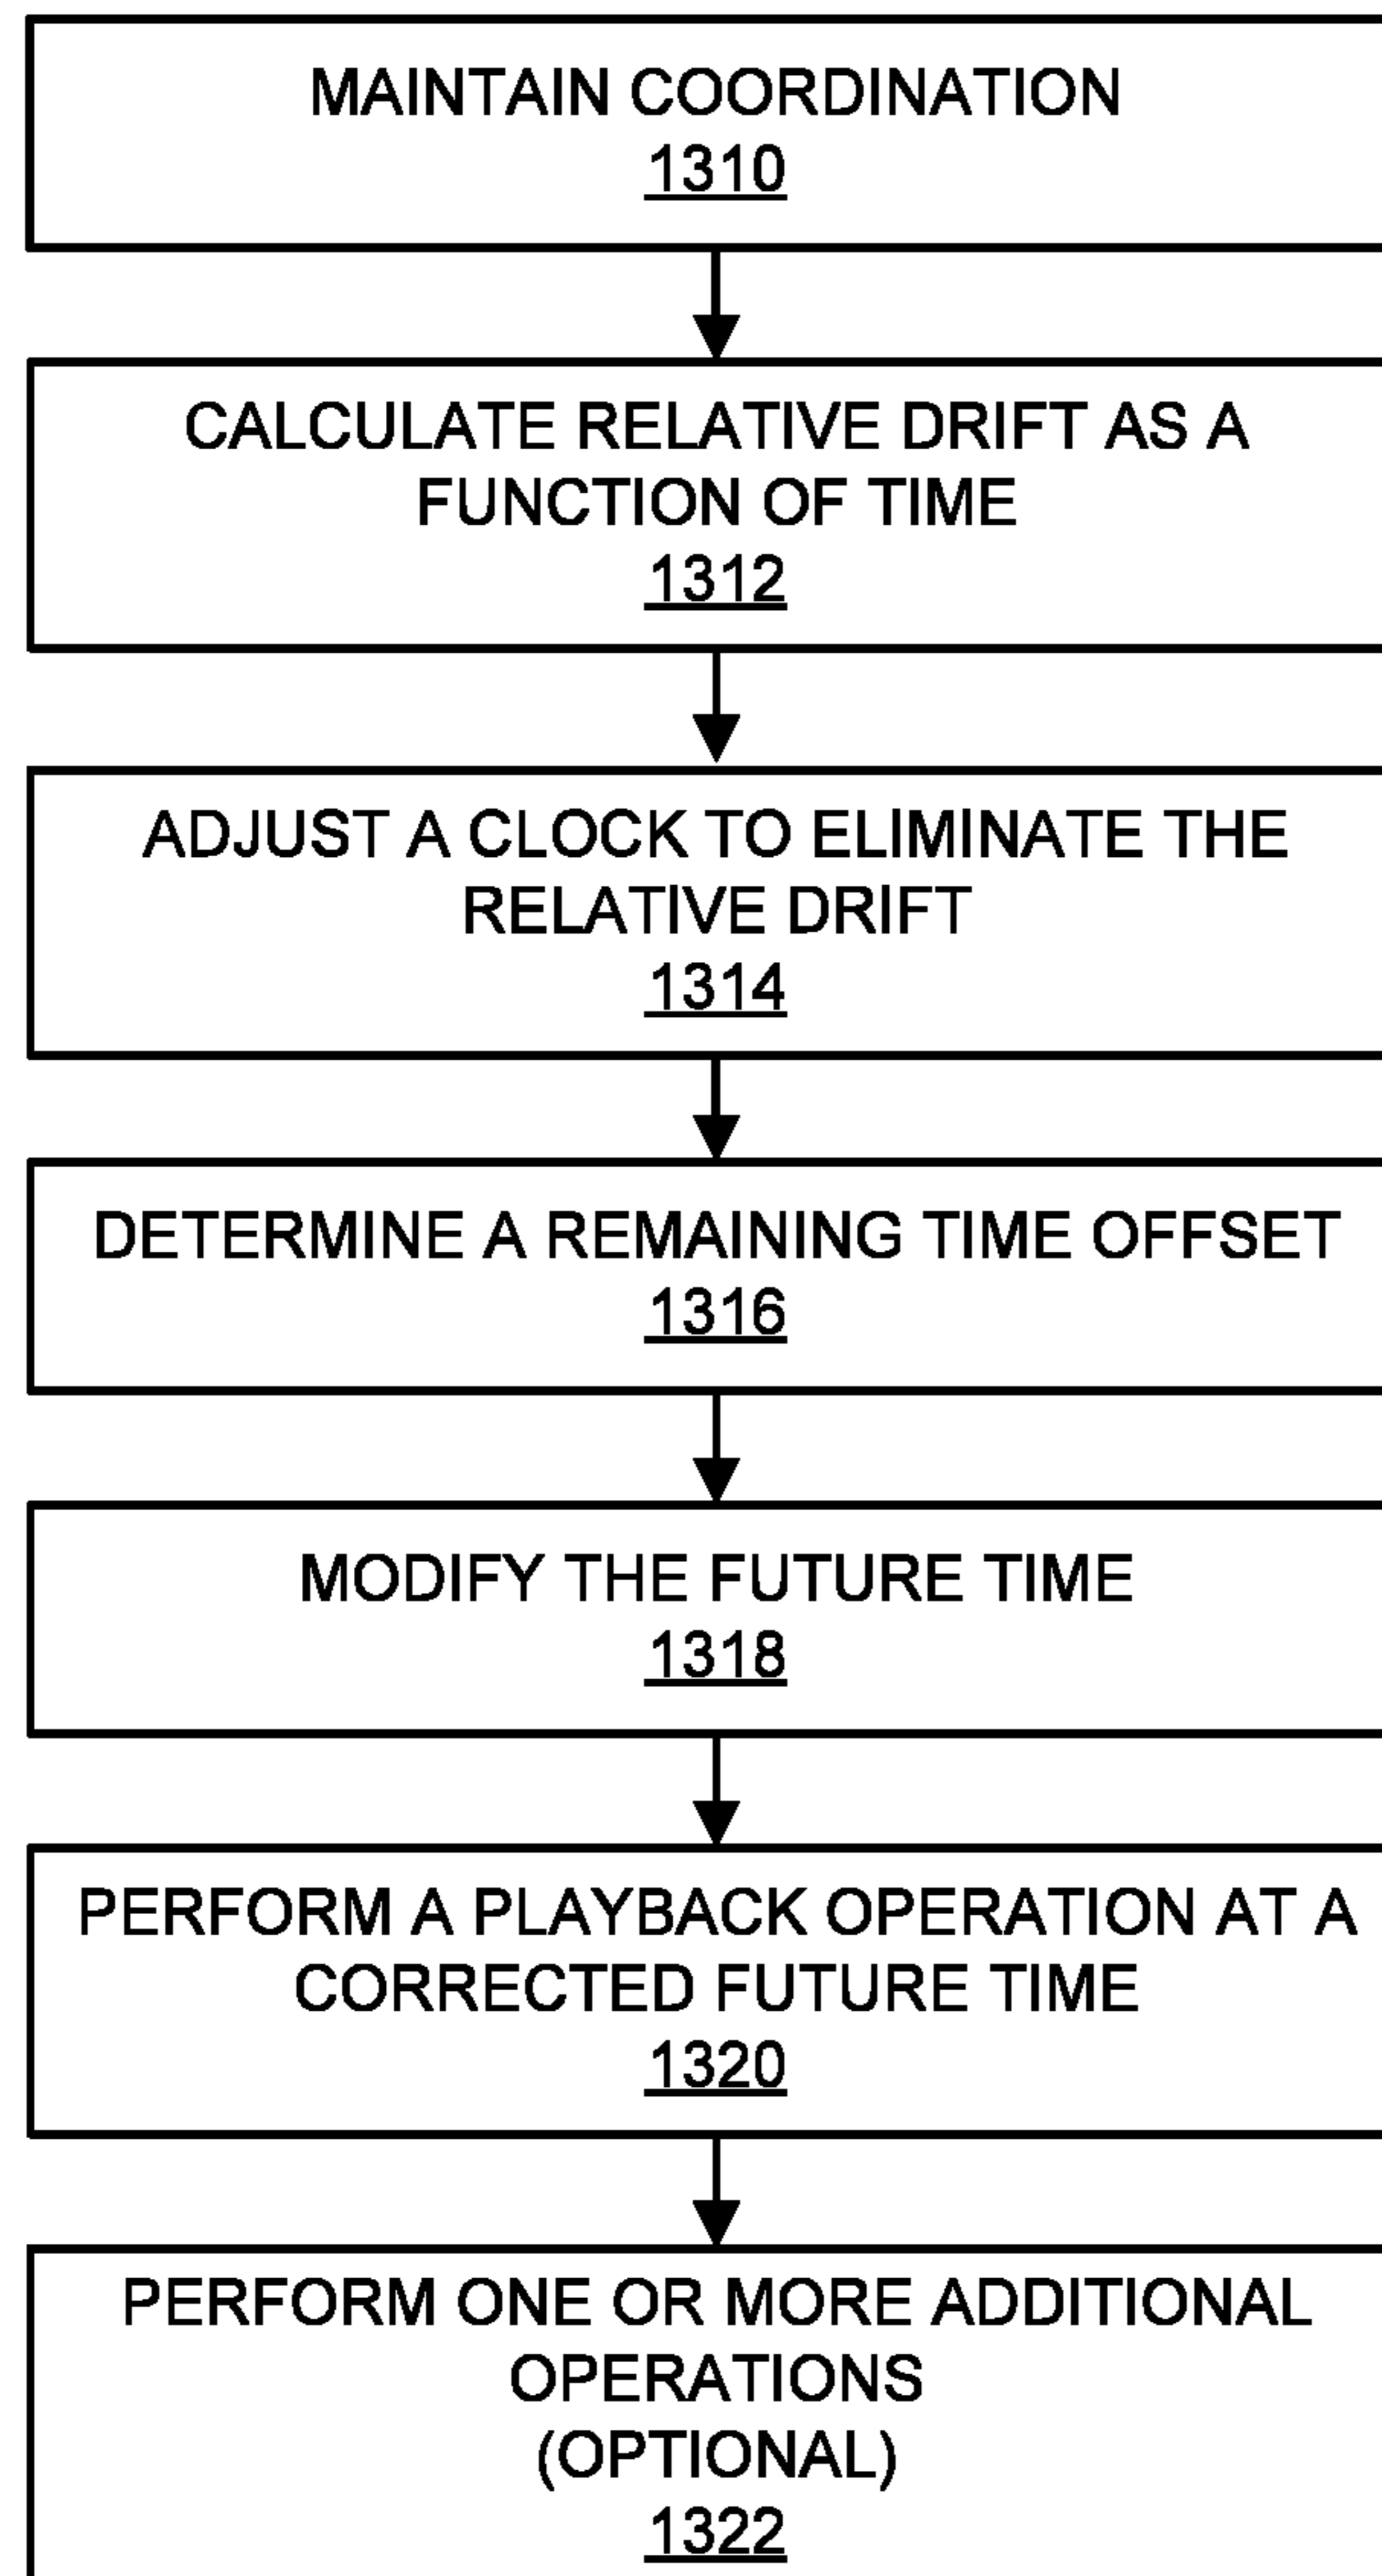 MAINTAIN COORDINATION
1310
CALCULATE RELATIVE DRIFT AS A
FUNCTION OF TIME
1312
ADJUST A CLOCK TO ELIMINATE THE
RELATIVE DRIFT
1314
DETERMINE A REMAINING TIME OFFSET
1316
MODIFY THE FUTURE TIME
1318
PERFORM A PLAYBACK OPERATION AT A
CORRECTED FUTURE TIME
1320
PERFORM ONE OR MORE ADDITIONAL
OPERATIONS
(OPTIONAL)
1322